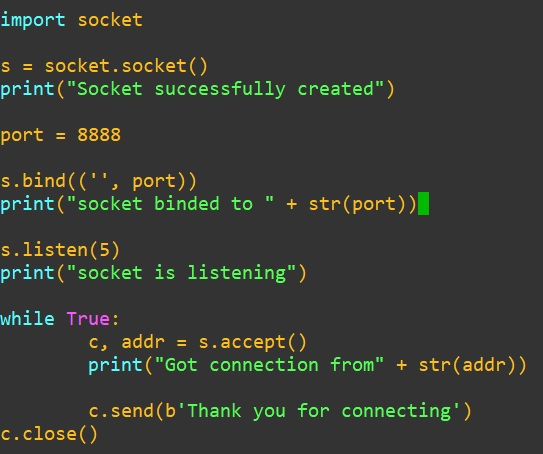 import socket
s = socket.socket()
print("Socket successfully created")
port = 8888
s.bind(('', port))
print("socket binded to " + str(port))
s.listen(5)
print("socket is listening")
while True:
        c, addr = s.accept()
        print("Got connection from" + str(addr))
        c.send(b'Thank you for connecting')
c.close()